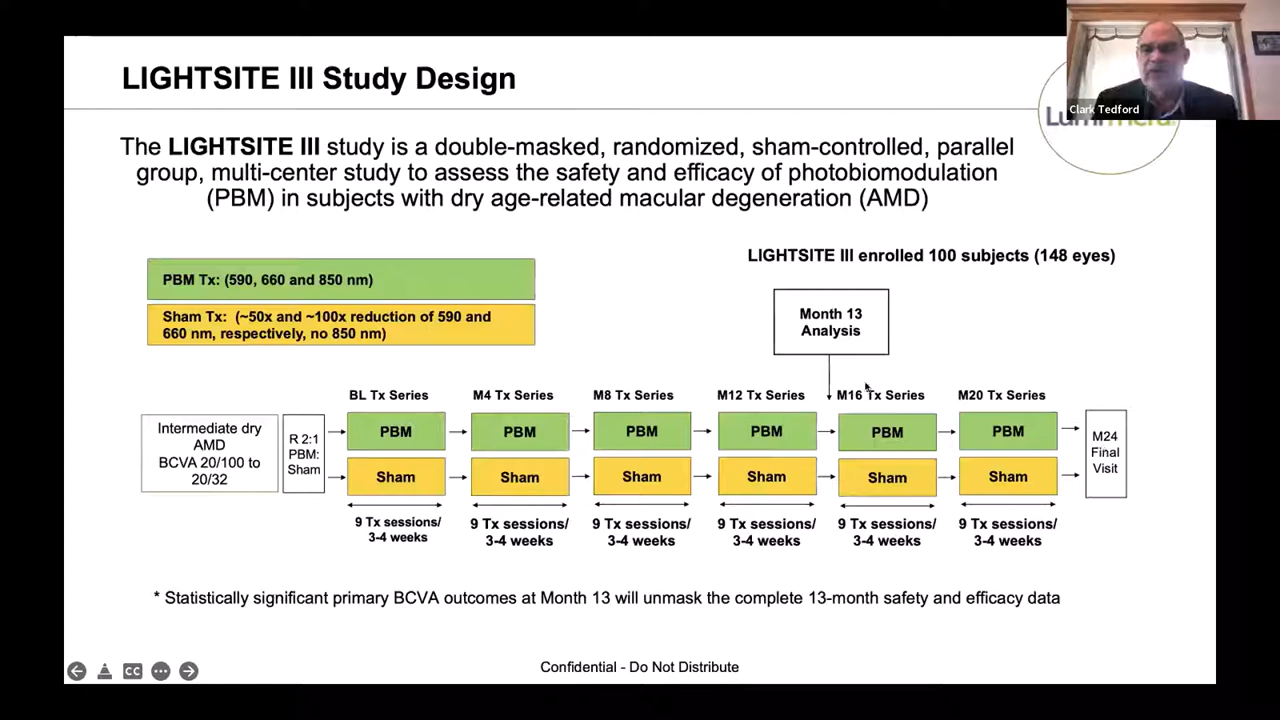 LIGHTSITE III Study Design
Clark Tedford
The LIGHTSITE III study is a double-masked, randomized, sham-controlled, parallel
group, multi-center study to assess the safety and efficacy of photobiomodulation
(PBM) in subjects with dry age-related macular degeneration (AMD)
LIGHTSITE III enrolled 100 subjects (148 eyes)
PBM Tx: (590, 660 and 850 nm)
Sham Tx: (~50x and ~100x reduction of 590 and
660 nm, respectively, no 850 nm)
Month 13
Analysis
BL Tx Series
M4 Tx Series
M8 Tx Series
M12 Tx Series
M16 Tx Series
M20 Tx Series
Intermediate dry
AMD
BCVA 20/100 to
20/32
R 2:1
PBM:
Sham
PBM
PBM
PBM
PBM
PBM
PBM
Sham
Sham
Sham
Sham
Sham
Sham
M24
Final
Visit
9 Tx sessions/
3-4 weeks
9 Tx sessions/
3-4 weeks
9 Tx sessions/
3-4 weeks
9 Tx sessions/
3-4 weeks
9 Tx sessions/
3-4 weeks
9 Tx sessions/
3-4 weeks
* Statistically significant primary BCVA outcomes at Month 13 will unmask the complete 13-month safety and efficacy data
CC
Confidential - Do Not Distribute